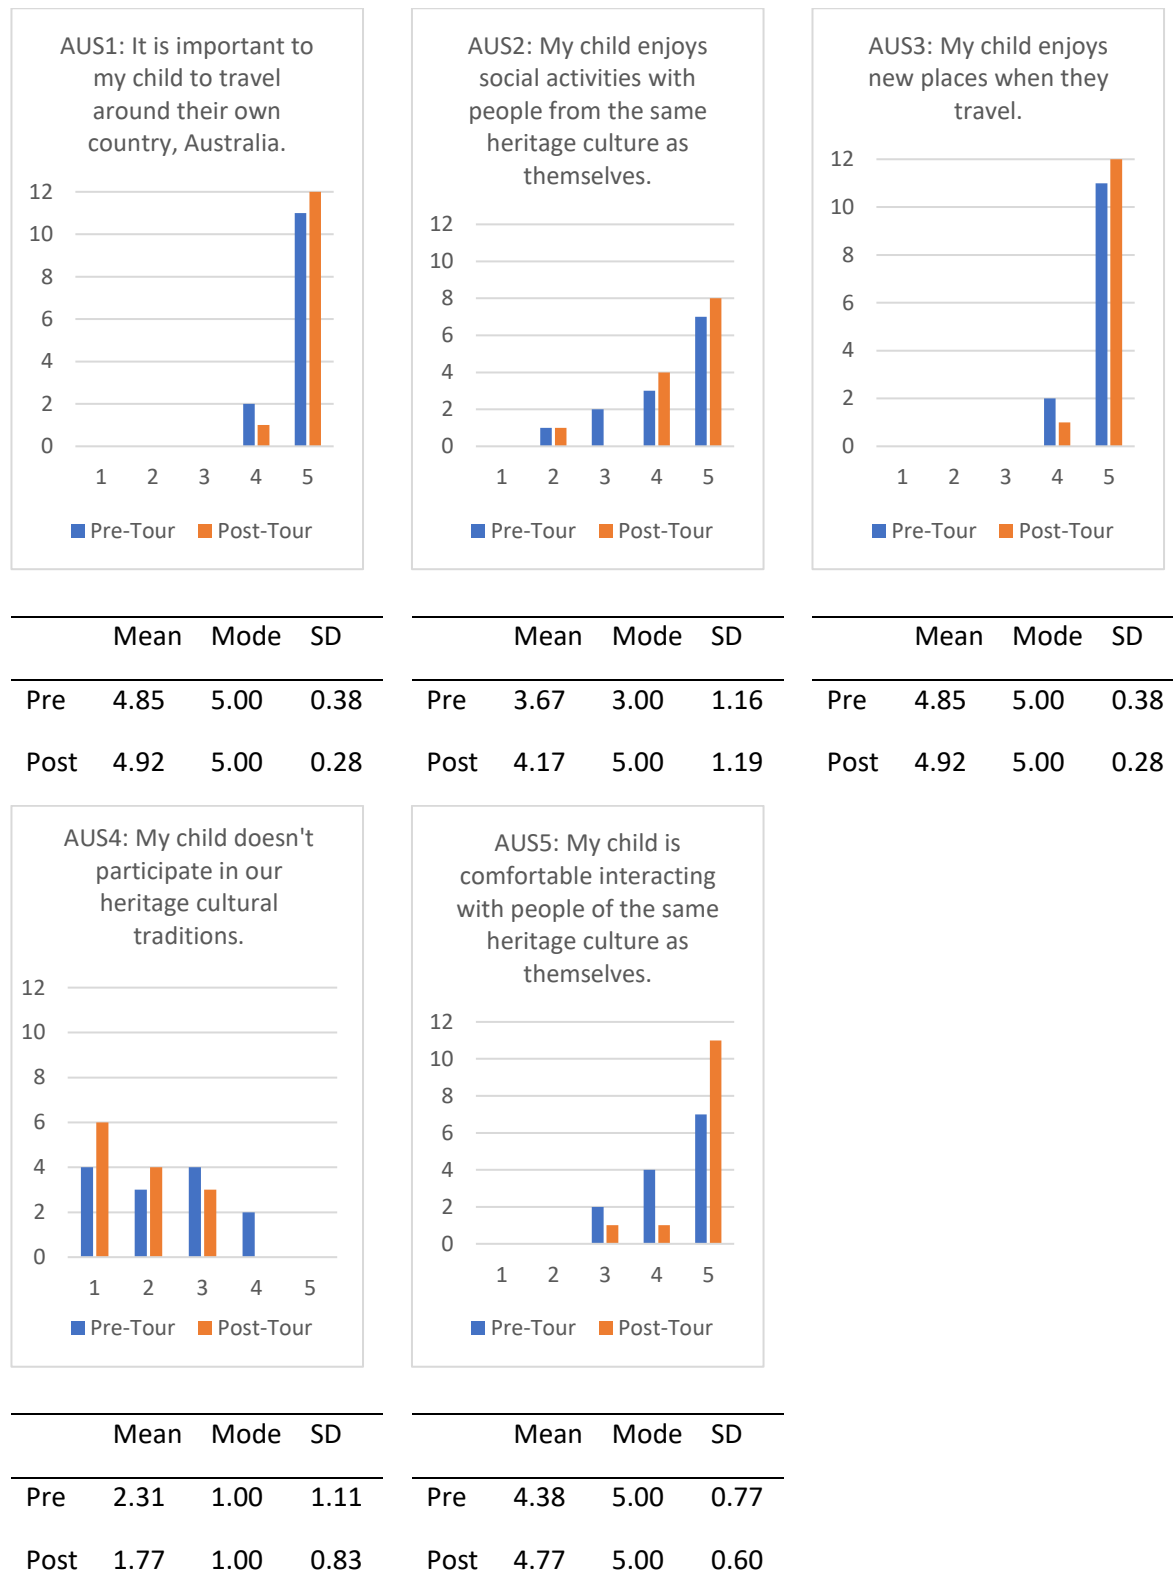 AUS1: It is important to
my child to travel
around their own
country, Australia.
12
10
8
6
4
2
0
1 2 3 4 5
Pre-Tour Post-Tour
AUS2: My child enjoys
social activities with
people from the same
heritage culture as
themselves.
12
10
8
6
4
2
0
1 2 3 4 5
Pre-Tour Post-Tour
AUS3: My child enjoys
new places when they
travel.
12
10
8
6
4
2
0
1 2 3 4 5
Pre-Tour Post-Tour
Mean Mode SD
Pre 4.85 5.00 0.38
Post 4.92 5.00 0.28
Mean Mode SD
Pre 3.67 3.00 1.16
Post 4.17 5.00 1.19
Mean Mode SD
Pre 4.85 5.00 0.38
Post 4.92 5.00 0.28
AUS4: My child doesn't
participate in our
heritage cultural
traditions.
12
10
8
6
4
2
0
1 2 3 4 5
Pre-Tour Post-Tour
AUS5: My child is
comfortable interacting
with people of the same
heritage culture as
themselves.
12
10
8
6
4
2
0
1 2 3 4 5
Pre-Tour Post-Tour
Mean Mode SD
Pre 2.31 1.00 1.11
Post 1.77 1.00 0.83
Mean Mode SD
Pre 4.38 5.00 0.77
Post 4.77 5.00 0.60